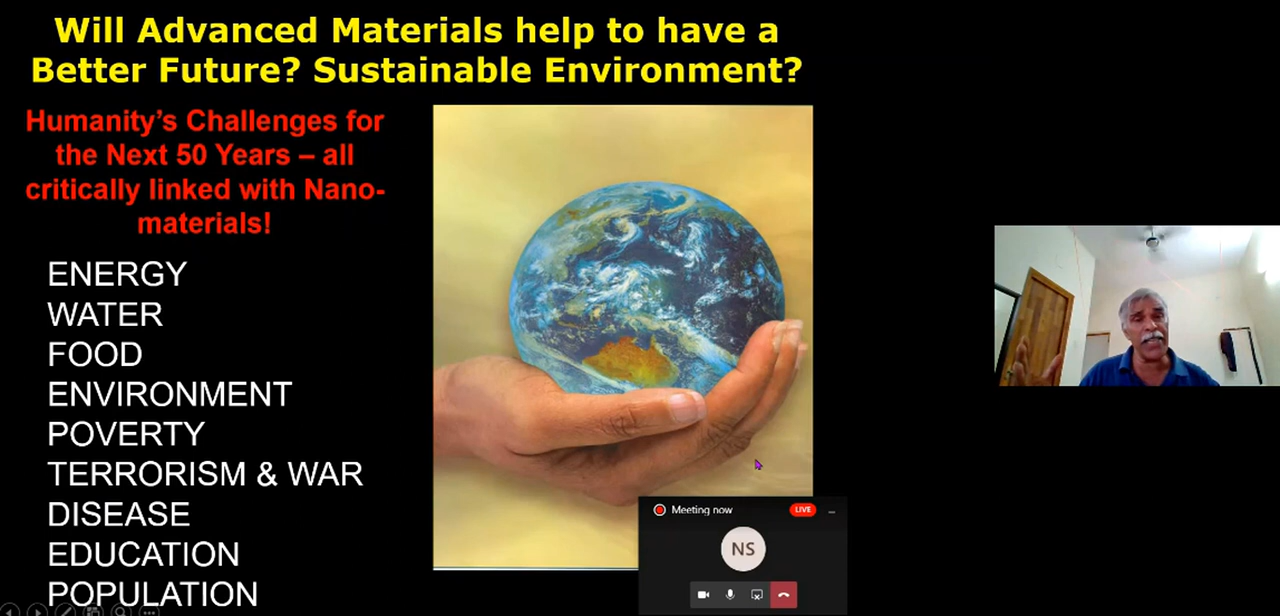 Will Advanced Materials help to have a
Better Future? Sustainable Environment?
Humanity's Challenges for
the Next 50 Years – all
critically linked with Nano-
materials!
ENERGY
WATER
FOOD
ENVIRONMENT
POVERTY
TERRORISM & WAR
DISEASE
EDUCATION
POPULATION
Meeting now
LIVE
NS